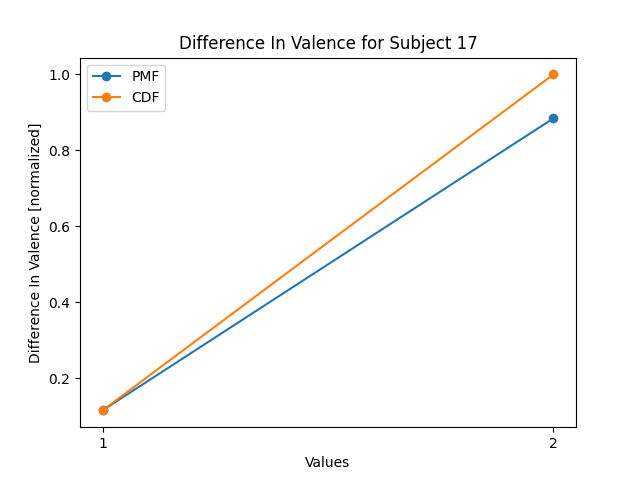 Difference In Valence for Subject 17
PMF
CDF
Difference In Valence [normalized]
1.0
0.8
0.6
0.4
0.2
1
2
Values